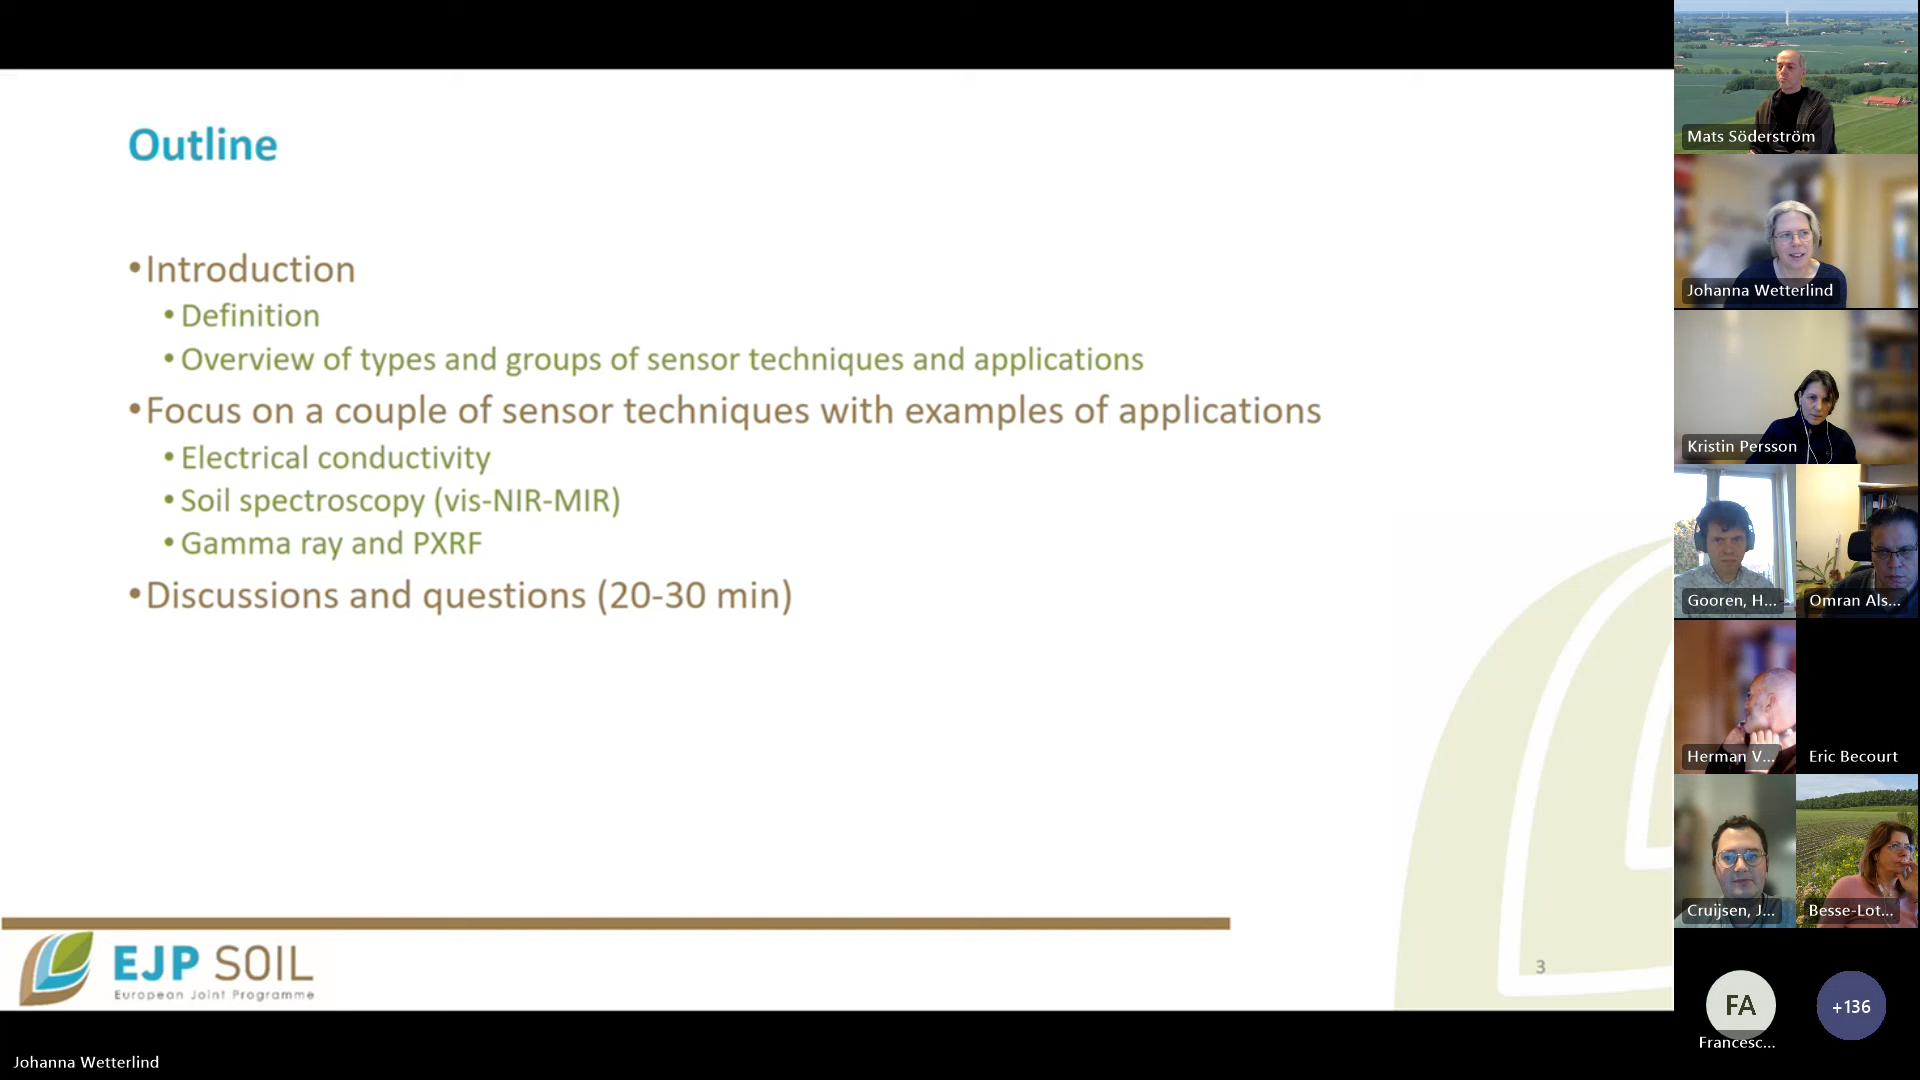 Outline
•Introduction
• Definition
• Overview of types and groups of sensor techniques and applications
•Focus on a couple of sensor techniques with examples of applications
• Electrical conductivity
• Soil spectroscopy (vis-NIR-MIR)
• Gamma ray and PXRF
•Discussions and questions (20-30 min)
EJP SOIL
European Joint Programme
3
Johanna Wetterlind
Mats Söderström
Johanna Wetterlind
Kristin Persson
Gooren, H...
Omran Als...
Herman V...
Eric Becourt
Cruijsen, J...
Besse-Lot...
FA
Francesc...
+136